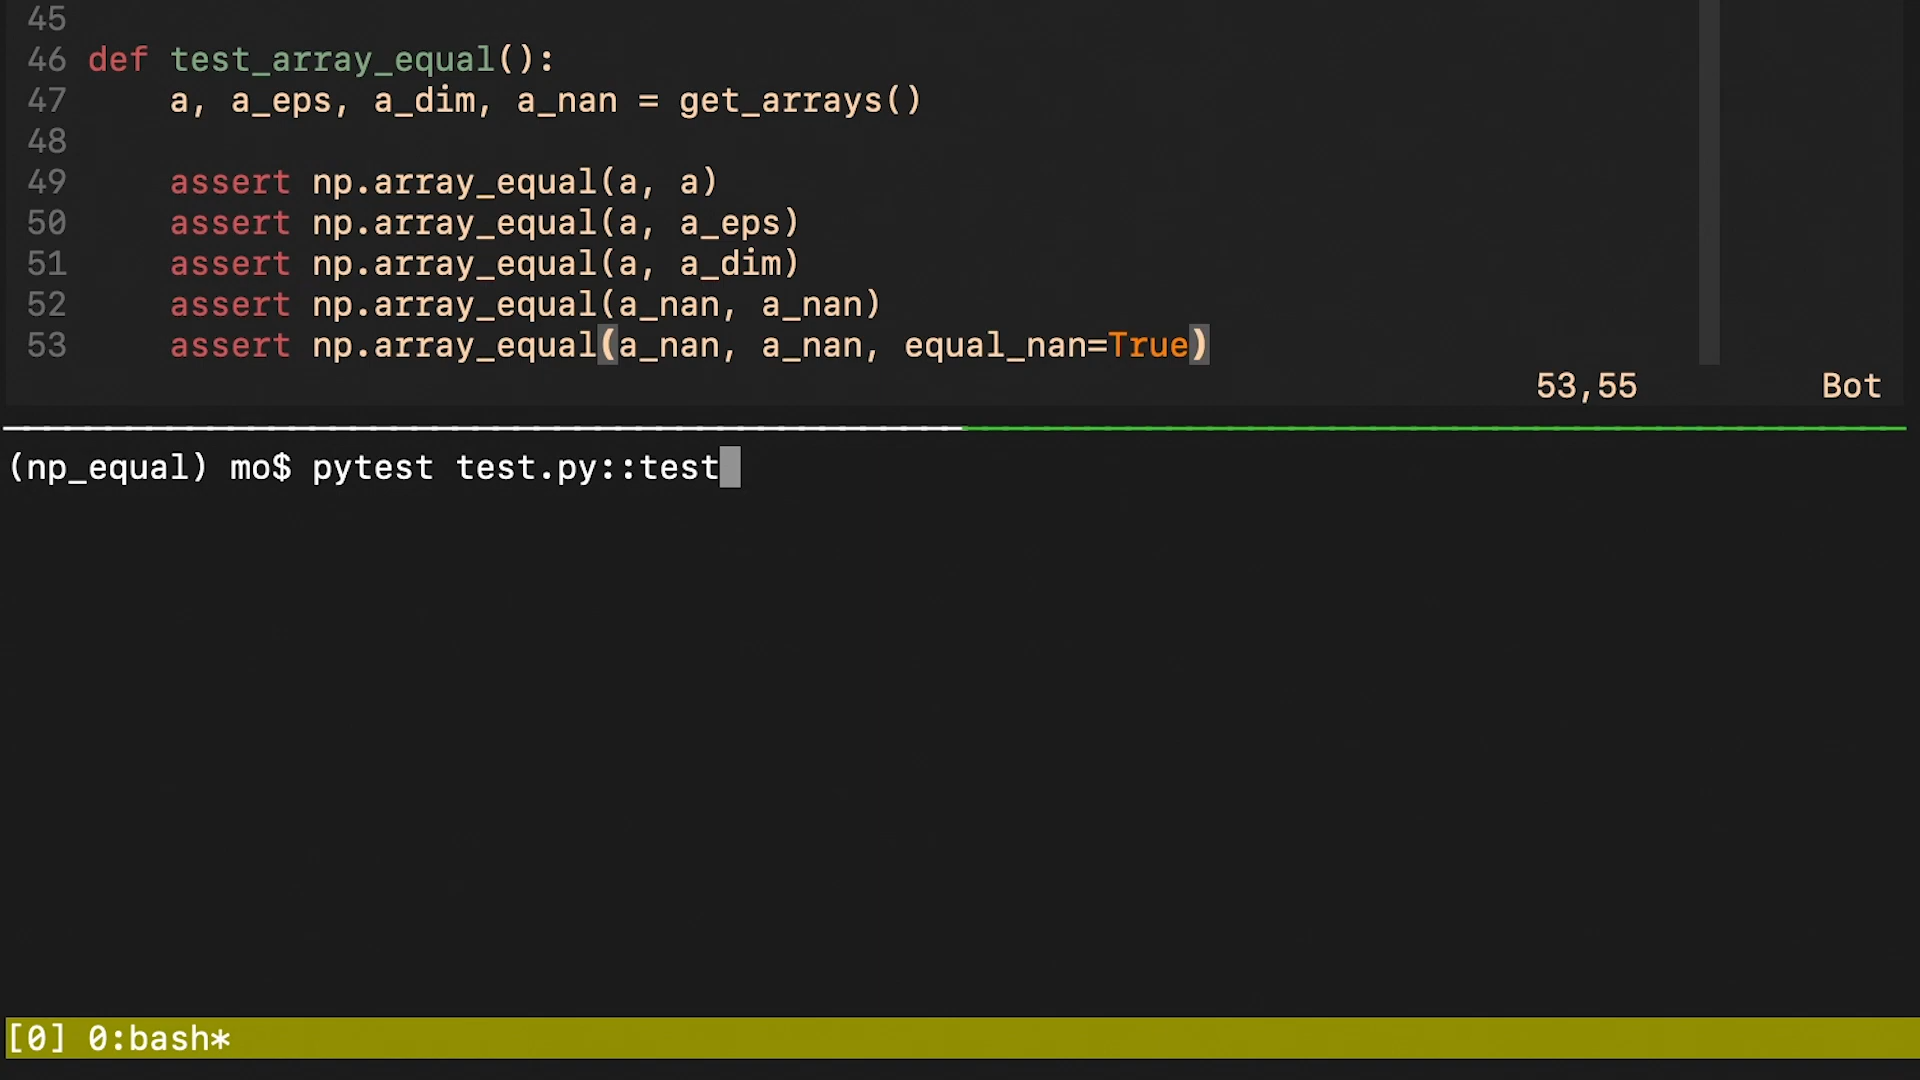 45
46 def test_array_equal():
47     a, a_eps, a_dim, a_nan = get_arrays()
48
49     assert np.array_equal(a, a)
50     assert np.array_equal(a, a_eps)
51     assert np.array_equal(a, a_dim)
52     assert np.array_equal(a_nan, a_nan)
53     assert np.array_equal(a_nan, a_nan, equal_nan=True)
53,55 Bot
(np_equal) mo$ pytest test.py::test
[0] 0:bash*